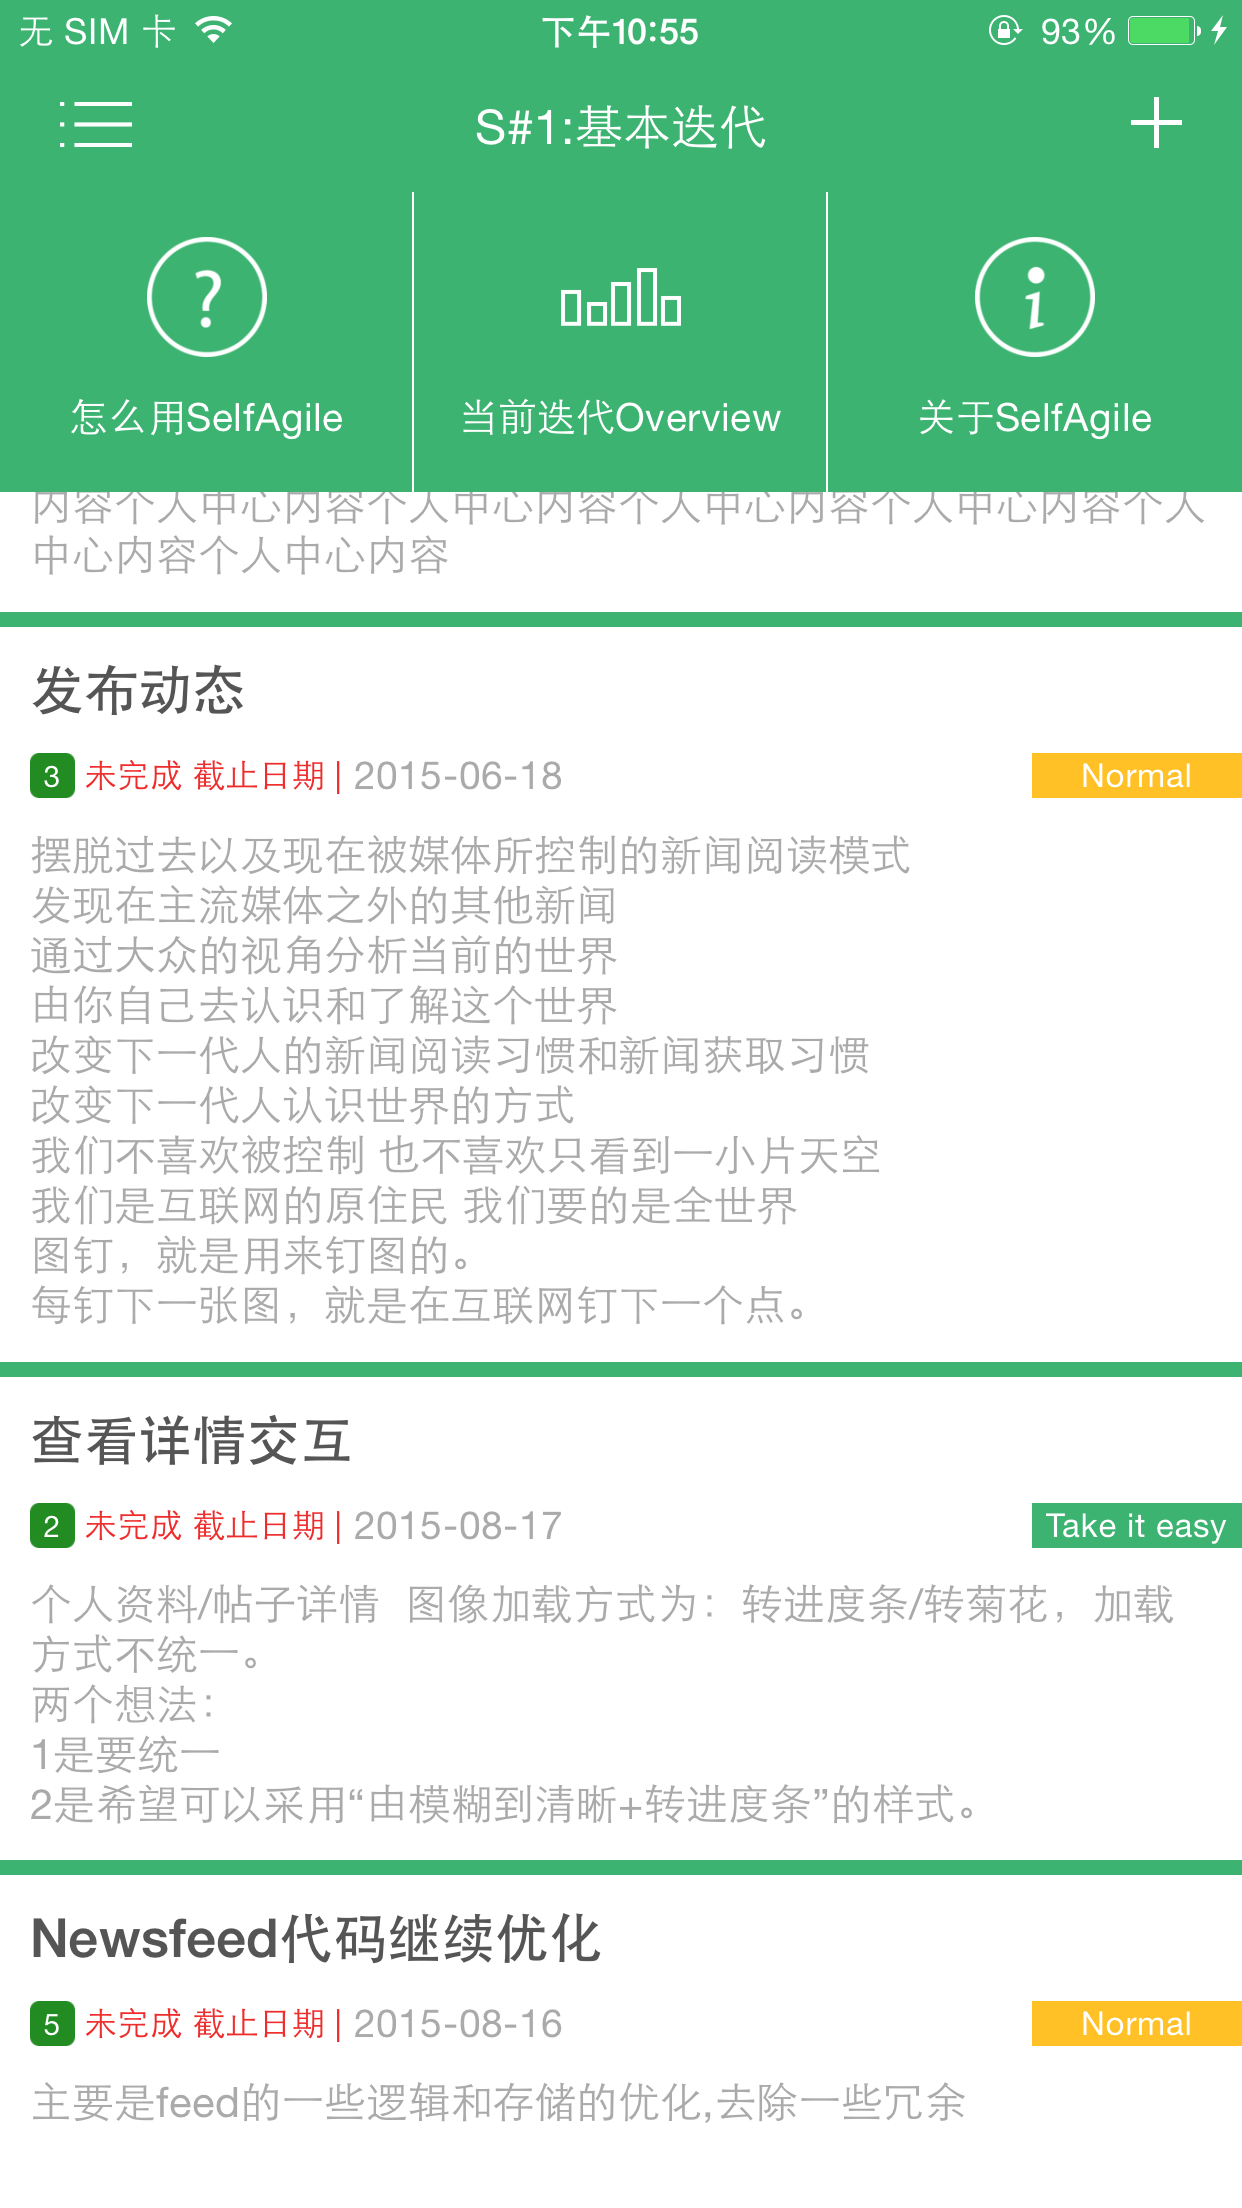 无 SIM 卡 下午10:55 93%
S#1:基本迭代
怎么用SelfAgile 当前迭代Overview 关于SelfAgile
内容个人中心内容个人中心内容个人中心内容个人中心内容个人
中心内容个人中心内容
发布动态
3 未完成 截止日期 | 2015-06-18 Normal
摆脱过去以及现在被媒体所控制的新闻阅读模式
发现在主流媒体之外的其他新闻
通过大众的视角分析当前的世界
由你自己去认识和了解这个世界
改变下一代人的新闻阅读习惯和新闻获取习惯
改变下一代人认识世界的方式
我们不喜欢被控制 也不喜欢只看到一小片天空
我们是互联网的原住民 我们要的是全世界
图钉，就是用来钉图的。
每钉下一张图，就是在互联网钉下一个点。
查看详情交互
2 未完成 截止日期 | 2015-08-17 Take it easy
个人资料/帖子详情 图像加载方式为：转进度条/转菊花，加载
方式不统一。
两个想法：
1是要统一
2是希望可以采用“由模糊到清晰+转进度条”的样式。
Newsfeed代码继续优化
5 未完成 截止日期 | 2015-08-16 Normal
主要是feed的一些逻辑和存储的优化,去除一些冗余